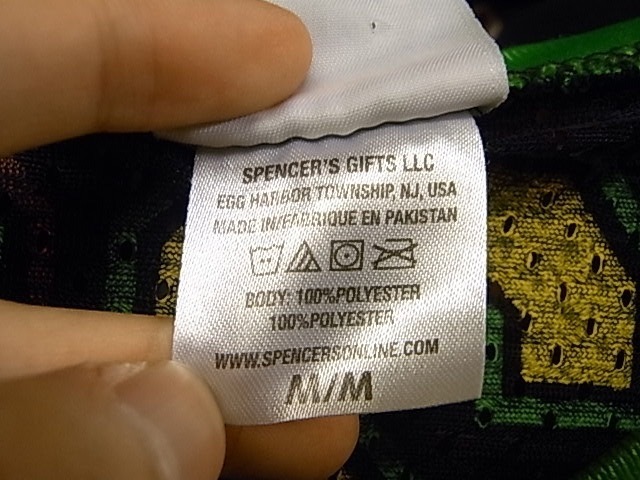 SPENCER'S GIFTS LLC
EGG HARBOR TOWNSHIP, NJ, USA
MADE IN/FABRIQUE EN PAKISTAN
BODY: 100%POLYESTER
100%POLYESTER
WWW.SPENCERSONLINE.COM
M/M